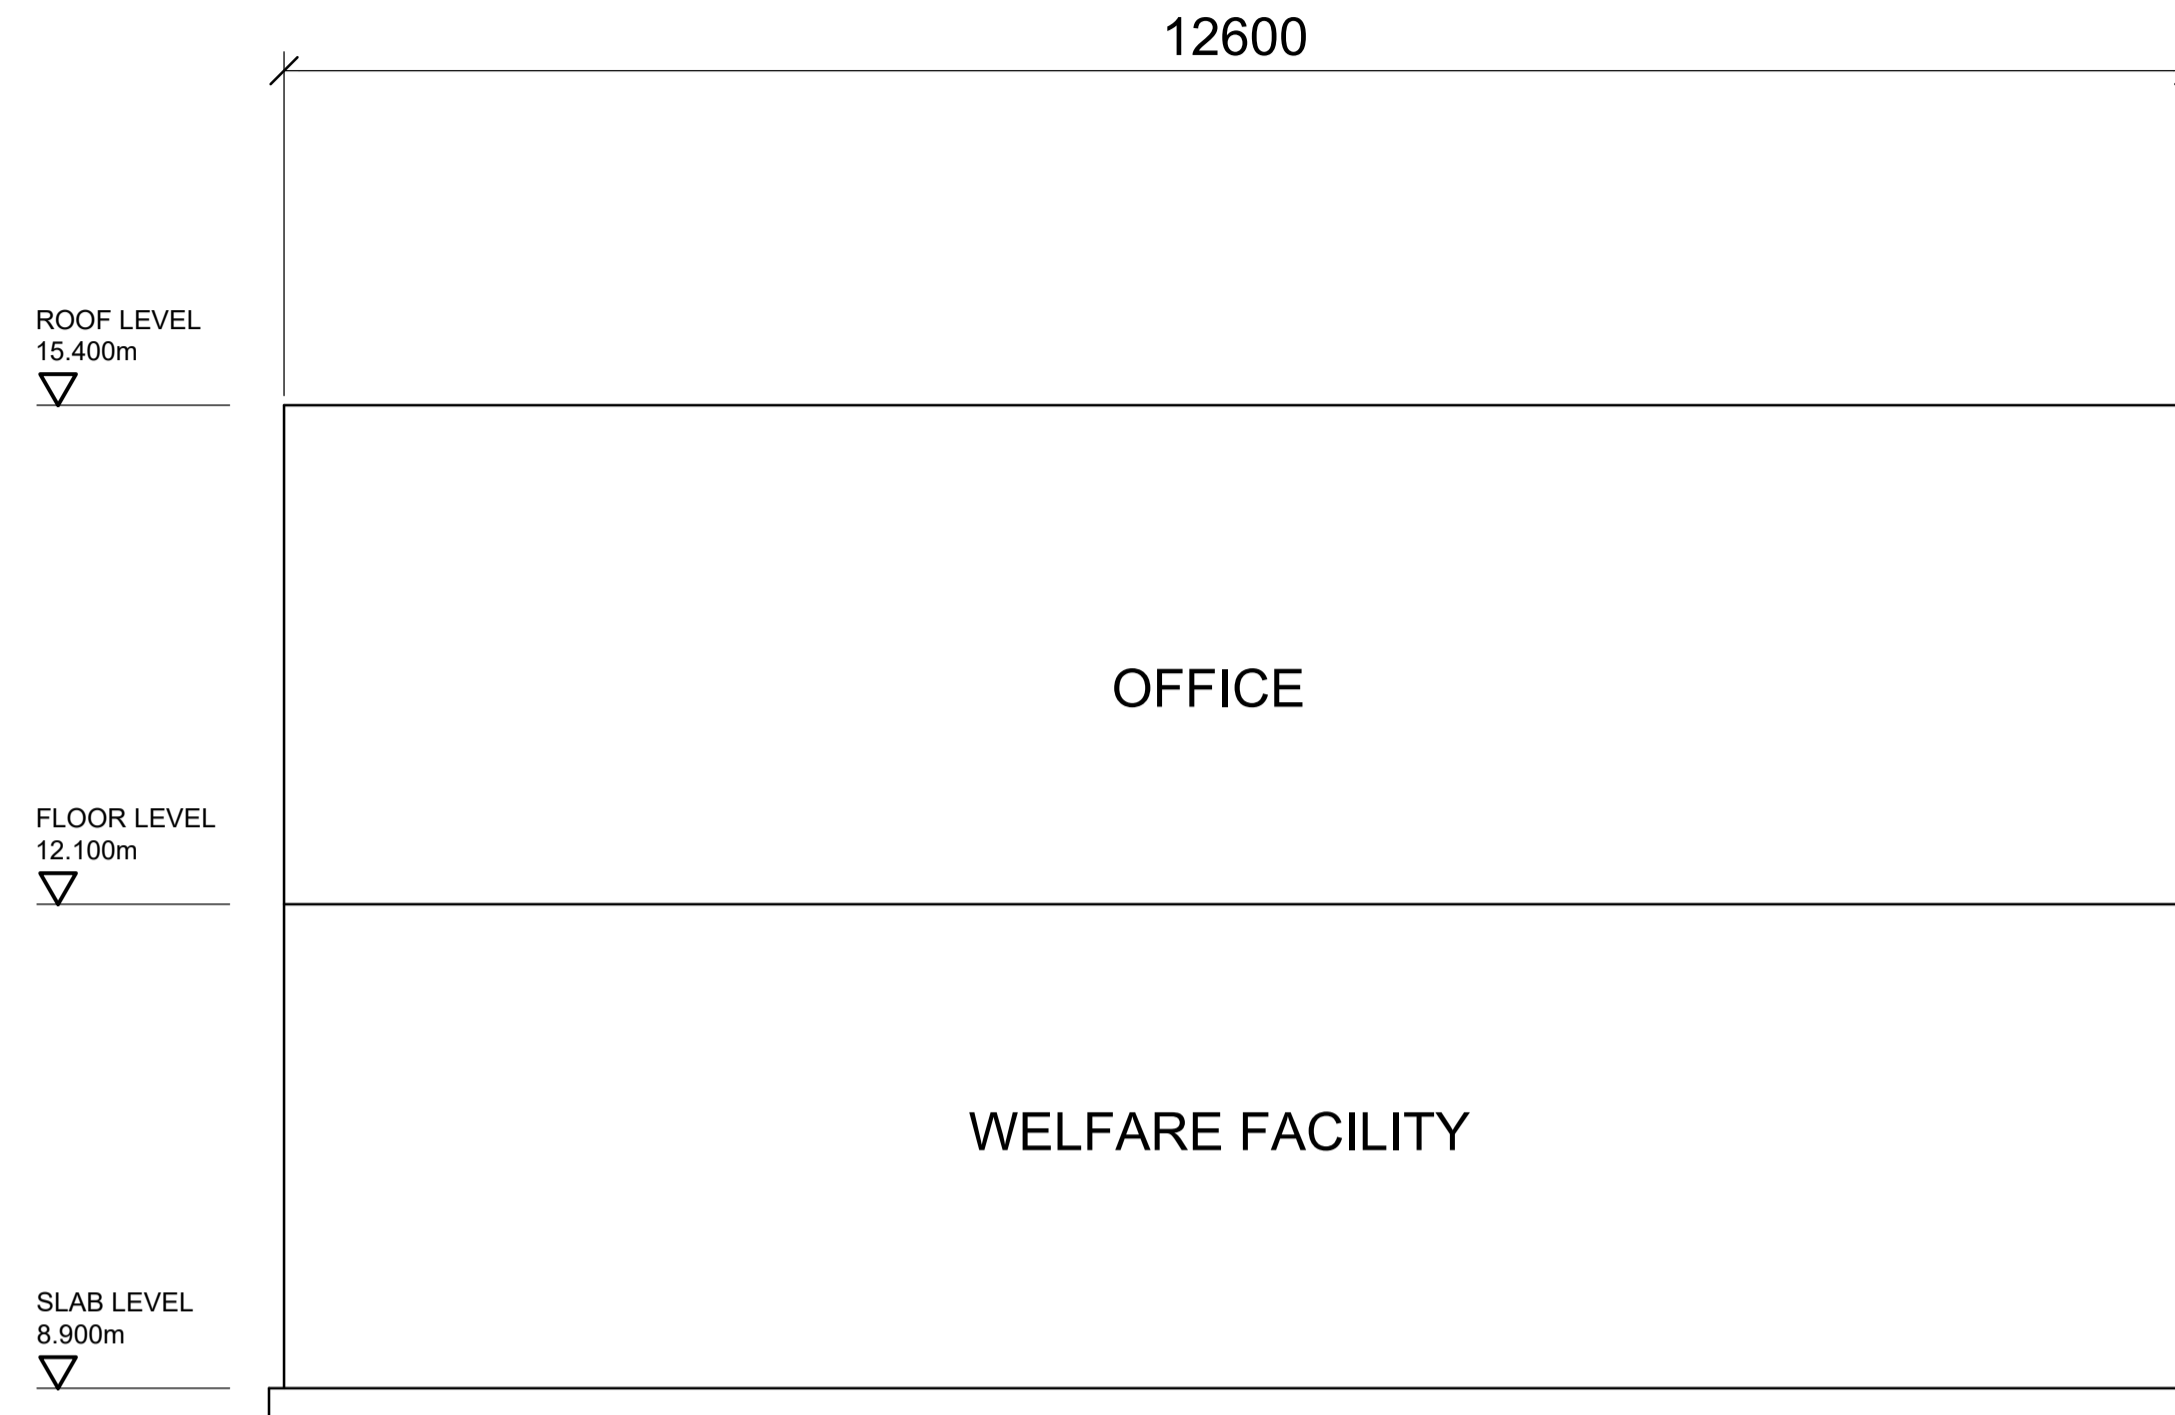 12600
ROOF LEVEL
15.400m
OFFICE
FLOOR LEVEL
12.100m
WELFARE FACILITY
SLAB LEVEL
8.900m